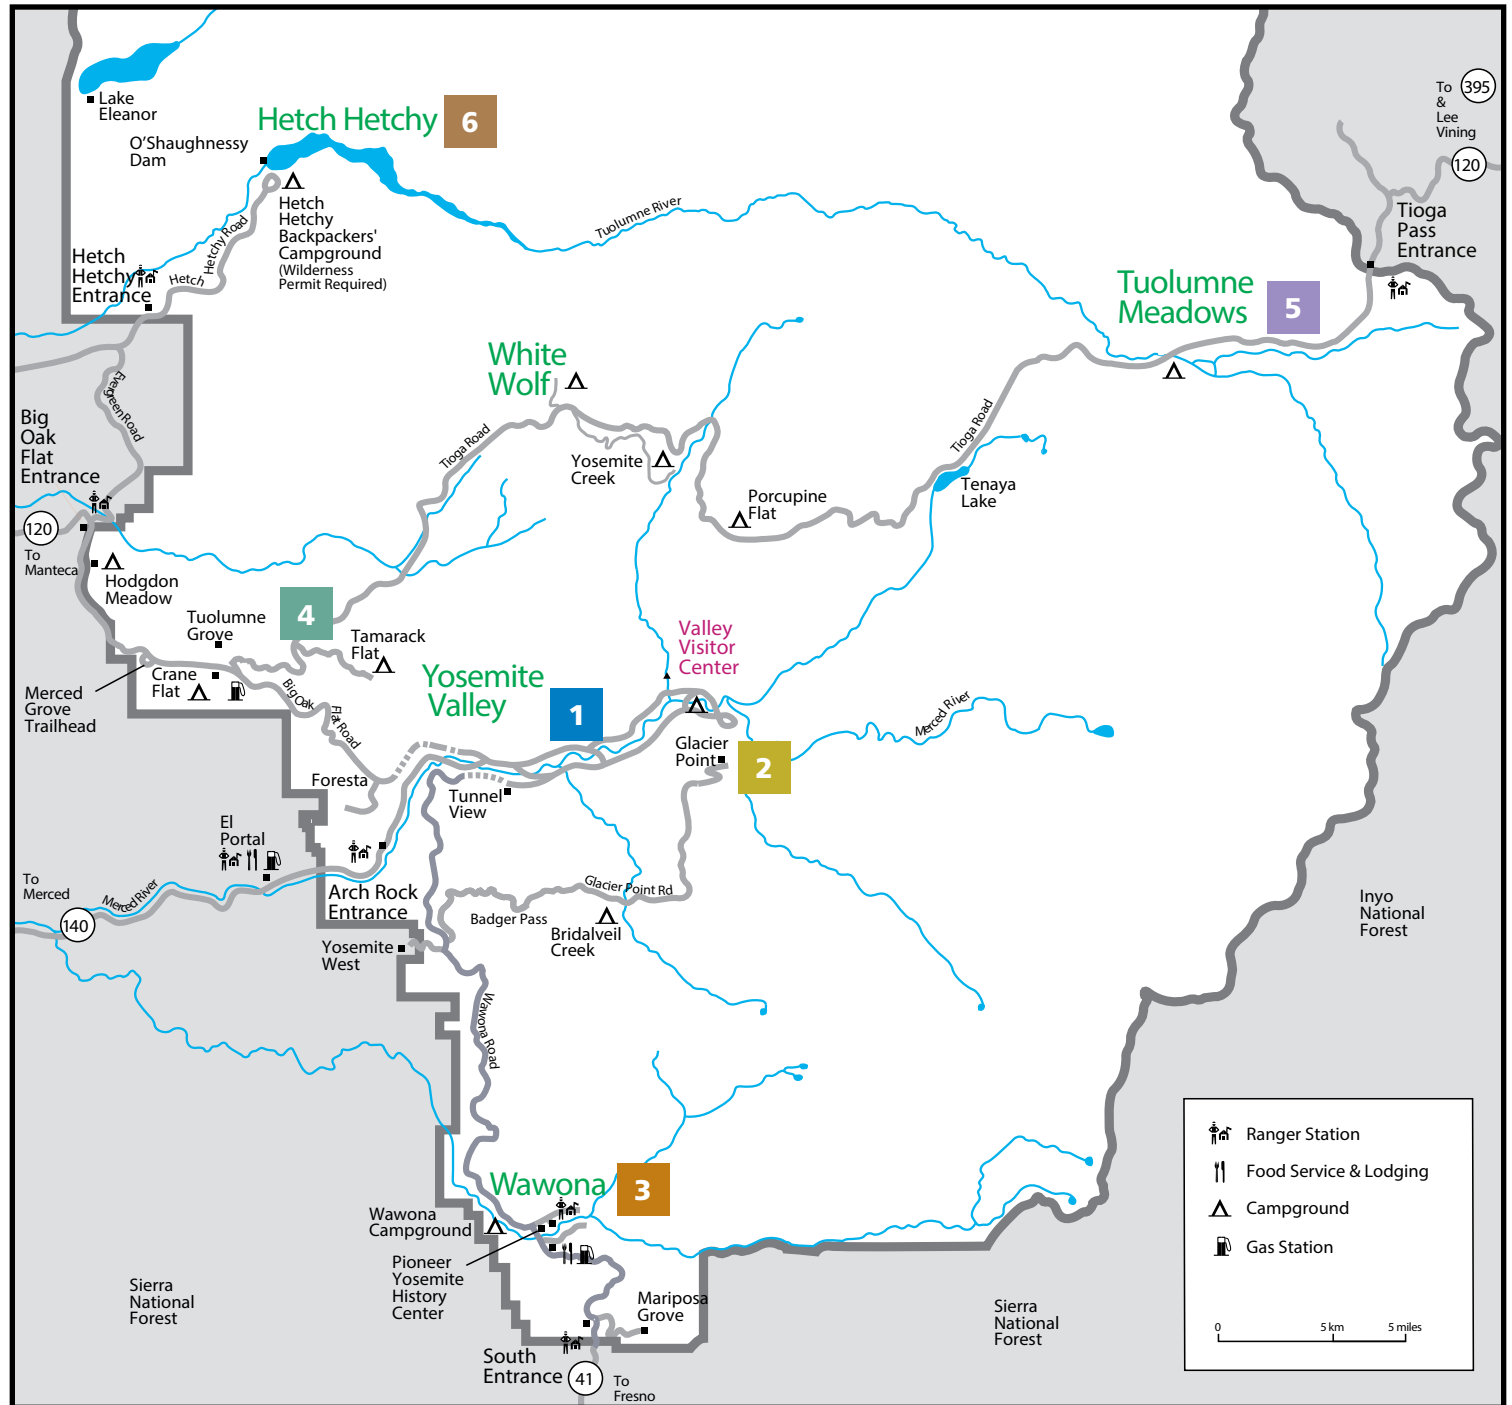 Lake
Eleanor
Hetch Hetchy
6
O'Shaughnessy
Dam
Hetch
Hetchy
Backpackers'
Campground
(Wilderness
Permit Required)
Hetch
Hetchy
Entrance
Hetch Hetchy Road
Tuolumne River
To
&
Lee
Vining
395
120
Tioga
Pass
Entrance
Tuolumne
Meadows
5
White
Wolf
Evergreen Road
Big
Oak
Flat
Entrance
Tioga Road
Tioga Road
Yosemite
Creek
Porcupine
Flat
Tenaya
Lake
120
To
Manteca
Hodgdon
Meadow
4
Tuolumne
Grove
Tamarack
Flat
Valley
Visitor
Center
Yosemite
Valley
1
Crane
Flat
Merced
Grove
Trailhead
Big Oak Flat Road
Merced River
Glacier
Point
2
Foresta
Tunnel
View
El
Portal
To
Merced
Merced River
140
Arch Rock
Entrance
Glacier Point Rd
Badger Pass
Bridalveil
Creek
Yosemite
West
Inyo
National
Forest
Wawona Road
Wawona
3
Wawona
Campground
Pioneer
Yosemite
History
Center
Mariposa
Grove
Sierra
National
Forest
Sierra
National
Forest
South
Entrance
41
To
Fresno
Ranger Station
Food Service & Lodging
Campground
Gas Station
0
5 km
5 miles